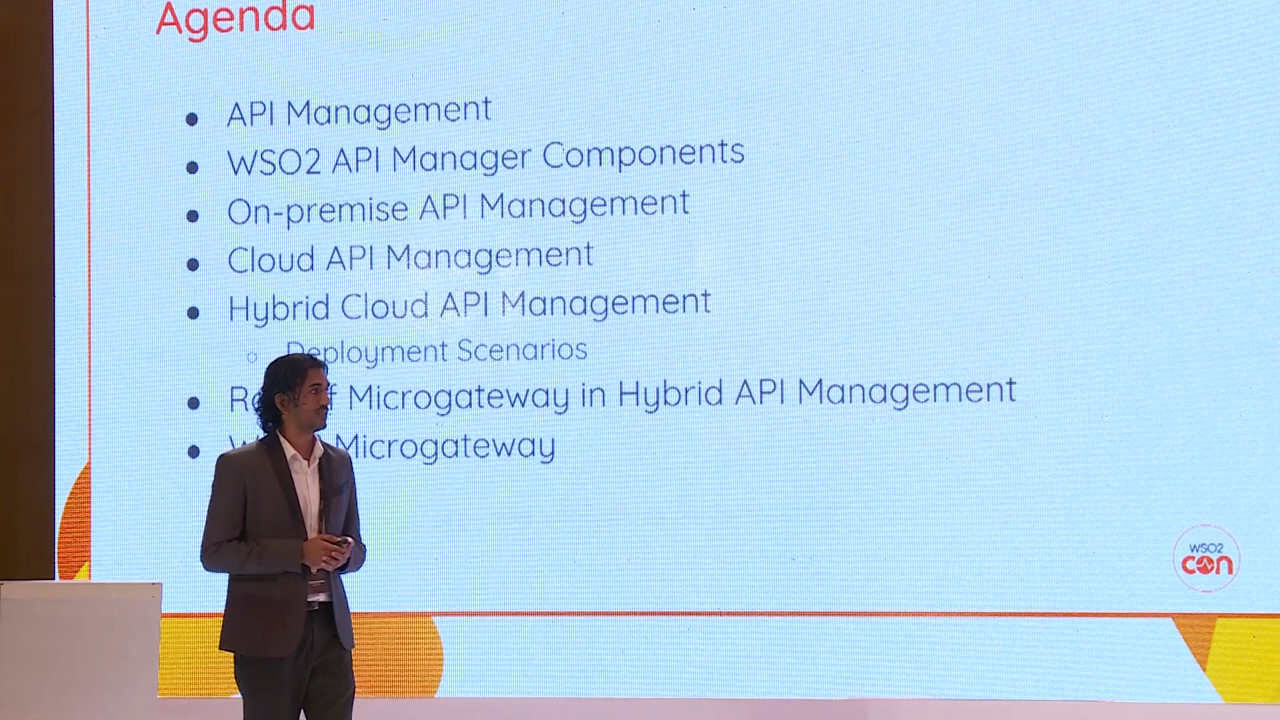 Agenda
● API Management
● WSO2 API Manager Components
● On-premise API Management
● Cloud API Management
● Hybrid Cloud API Management
○ Deployment Scenarios
● Microgateway in Hybrid API Management
● Microgateway
WSO2
con